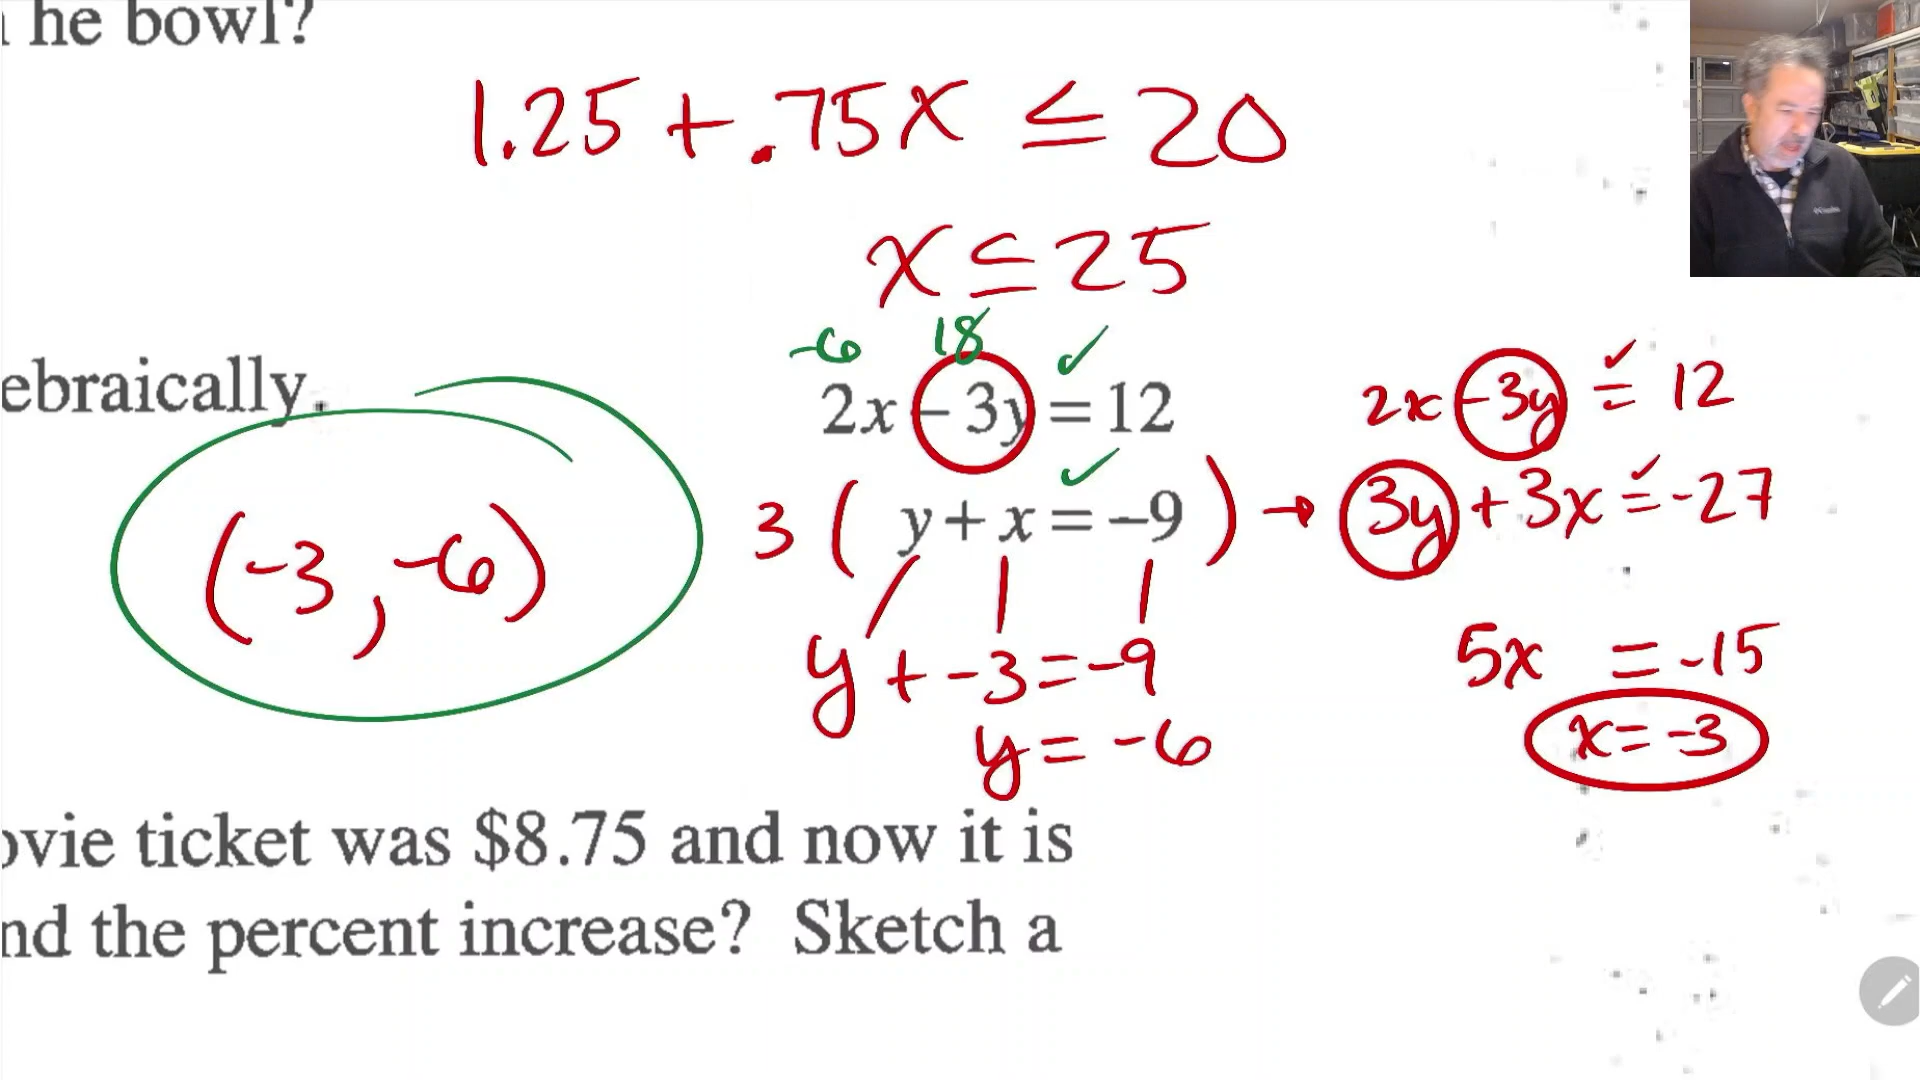 he bowl?
1.25 + .75x ≤ 20
x ≤ 25
-6 18 ✓
2x - 3y = 12
2x - 3y = 12
ebraically.
3 ( y + x = -9 ) → 3y + 3x = -27
(-3, -6)
y + -3 = -9
5x = -15
y = -6
x = -3
ovie ticket was $8.75 and now it is
nd the percent increase? Sketch a